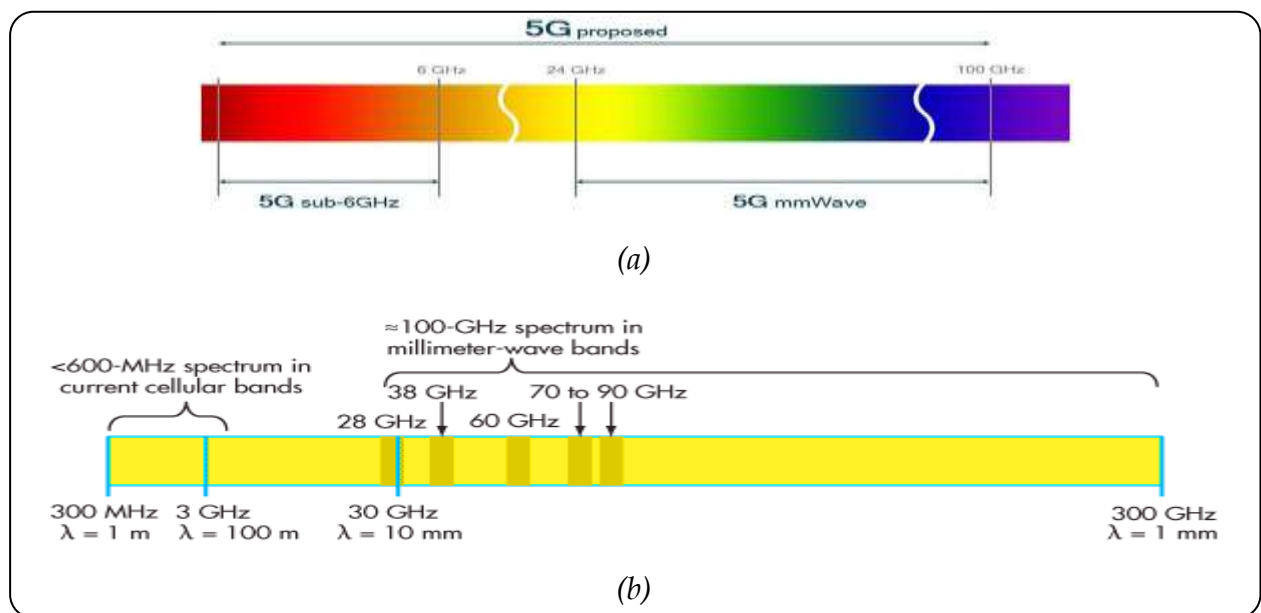 5G proposed
6 GHz 24 GHz 100 GHz
5G sub-6GHz 5G mmWave
(a)
≈100-GHz spectrum in
millimeter-wave bands
<600-MHz spectrum in
current cellular bands
38 GHz 70 to 90 GHz
28 GHz 60 GHz
300 MHz 3 GHz 30 GHz 300 GHz
λ = 1 m λ = 100 m λ = 10 mm λ = 1 mm
(b)